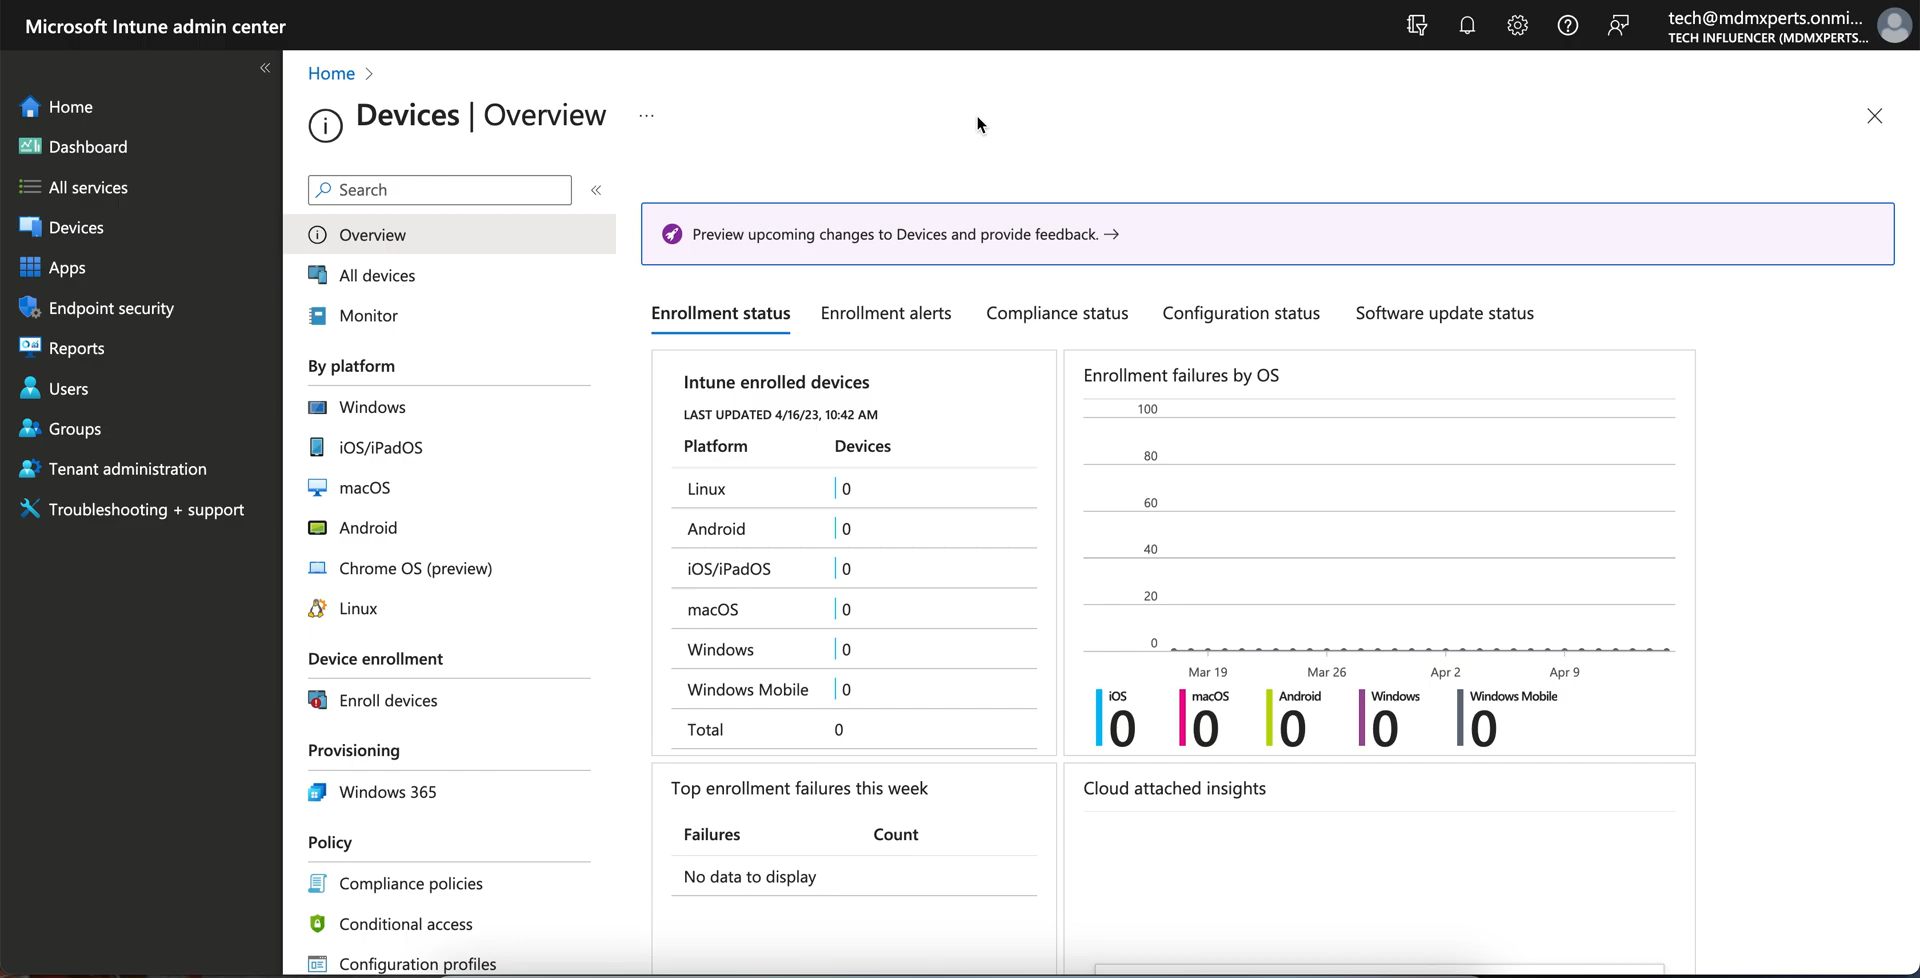 Microsoft Intune admin center
tech@mdmxperts.onmi...
TECH INFLUENCER (MDMXPERTS...
Home
Dashboard
All services
Devices
Apps
Endpoint security
Reports
Users
Groups
Tenant administration
Troubleshooting + support
Home
Devices | Overview
Search
Overview
All devices
Monitor
By platform
Windows
iOS/iPadOS
macOS
Android
Chrome OS (preview)
Linux
Device enrollment
Enroll devices
Provisioning
Windows 365
Policy
Compliance policies
Conditional access
Configuration profiles
Preview upcoming changes to Devices and provide feedback. →
Enrollment status Enrollment alerts Compliance status Configuration status Software update status
Intune enrolled devices
LAST UPDATED 4/16/23, 10:42 AM
Platform Devices
Linux 0
Android 0
iOS/iPadOS 0
macOS 0
Windows 0
Windows Mobile 0
Total 0
Enrollment failures by OS
100
80
60
40
20
0
Mar 19 Mar 26 Apr 2 Apr 9
iOS macOS Android Windows Windows Mobile
0 0 0 0 0
Top enrollment failures this week
Failures Count
No data to display
Cloud attached insights